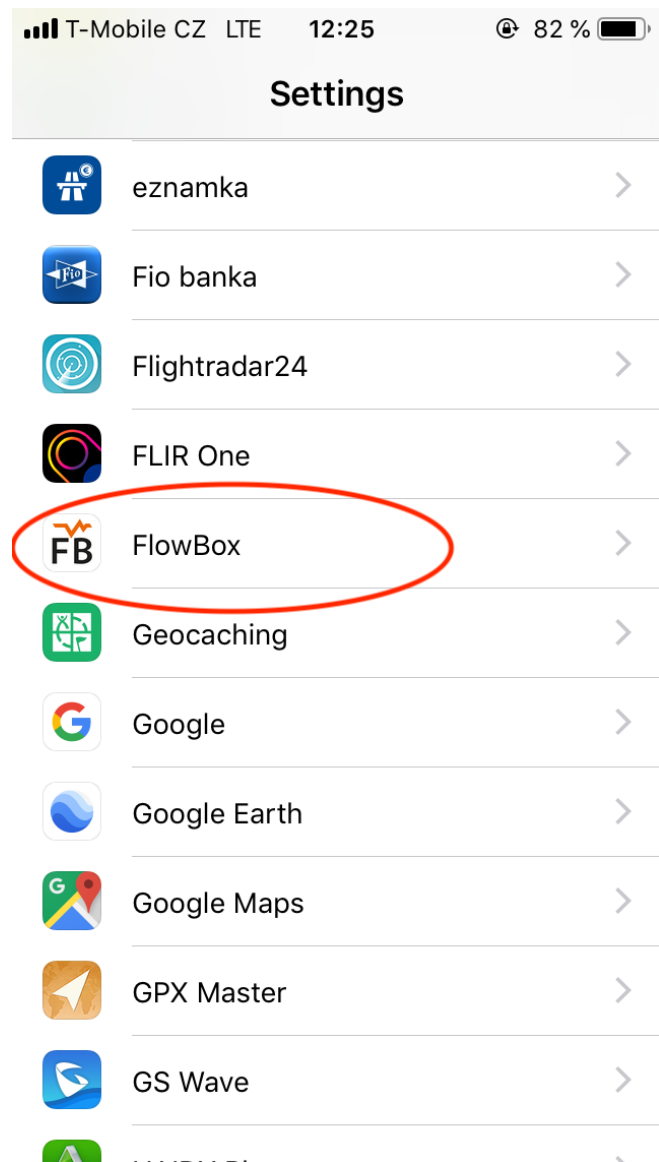 T-Mobile CZ LTE 12:25 82 %
Settings
eznamka
Fio
Fio banka
Flightradar24
FLIR One
FB
FlowBox
Geocaching
G
Google
Google Earth
G
Google Maps
GPX Master
GS Wave